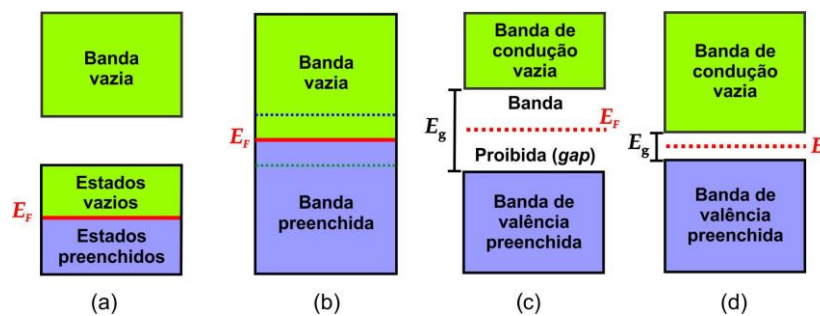 Banda
vazia
Estados
vazios
E_F
Estados
preenchidos
(a)
Banda
vazia
E_F
Banda
preenchida
(b)
Banda de
condução
vazia
Banda
E_g
E_F
Proibida (gap)
Banda de
valência
preenchida
(c)
Banda de
condução
vazia
E_g
E
Banda de
valência
preenchida
(d)